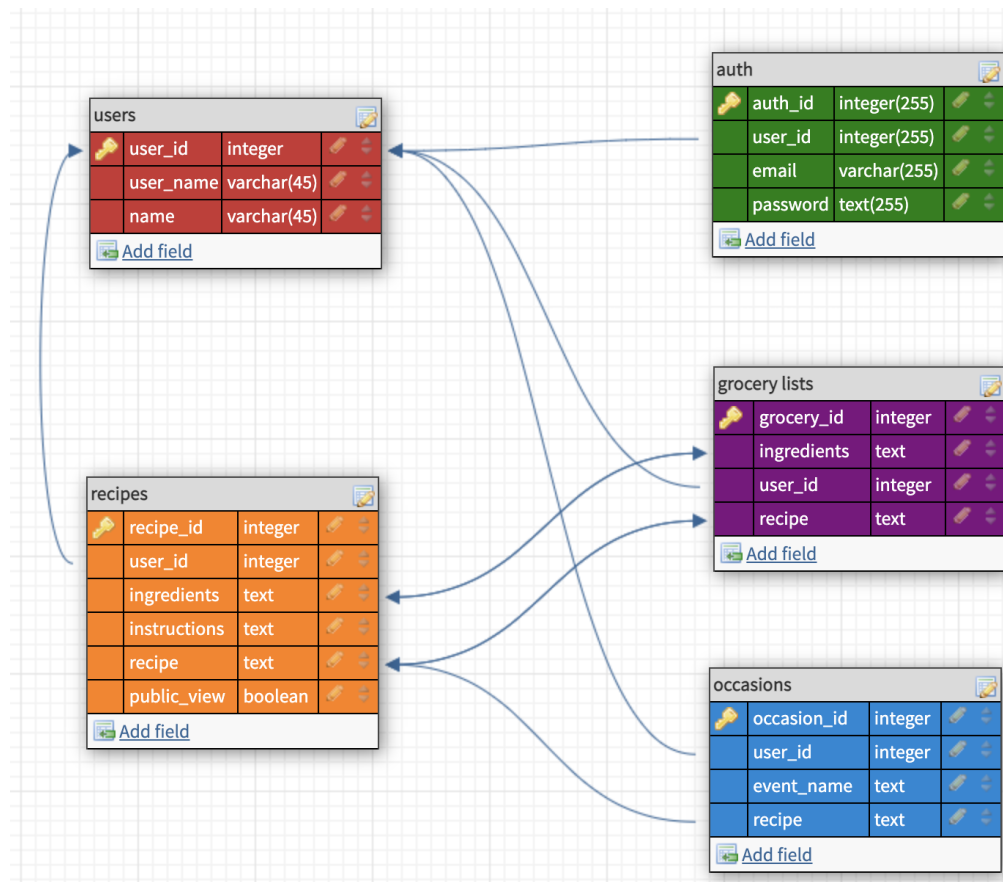 users
user_id integer
user_name varchar(45)
name varchar(45)
Add field
auth
auth_id integer(255)
user_id integer(255)
email varchar(255)
password text(255)
Add field
recipes
recipe_id integer
user_id integer
ingredients text
instructions text
recipe text
public_view boolean
Add field
grocery lists
grocery_id integer
ingredients text
user_id integer
recipe text
Add field
occasions
occasion_id integer
user_id integer
event_name text
recipe text
Add field